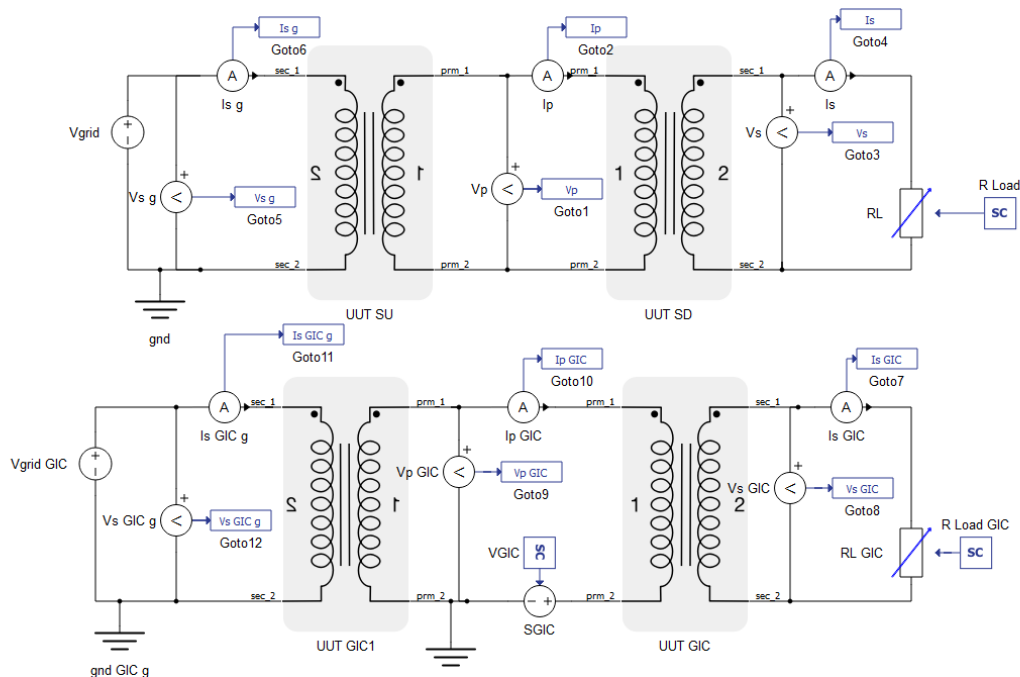 Is g
Goto6
Ip
Goto2
Is
Goto4
A
sec_1
prm_1
A
prm_1
sec_1
A
Is g
Ip
Is
Vgrid
Vs
Vs
Goto3
Vs g
Vs g
Goto5
2
1
Vp
Vp
Goto1
1
2
RL
R Load
SC
sec_2
prm_2
prm_2
sec_2
UUT SU
UUT SD
gnd
Is GIC g
Goto11
Ip GIC
Goto10
Is GIC
Goto7
A
sec_1
prm_1
A
prm_1
sec_1
A
Is GIC g
Ip GIC
Is GIC
Vgrid GIC
Vp GIC
Vp GIC
Goto9
Vs GIC
Vs GIC
Goto8
Vs GIC g
Vs GIC g
Goto12
2
1
1
2
VGIC
SC
RL GIC
R Load GIC
SC
sec_2
prm_2
prm_2
sec_2
SGIC
UUT GIC1
UUT GIC
gnd GIC g